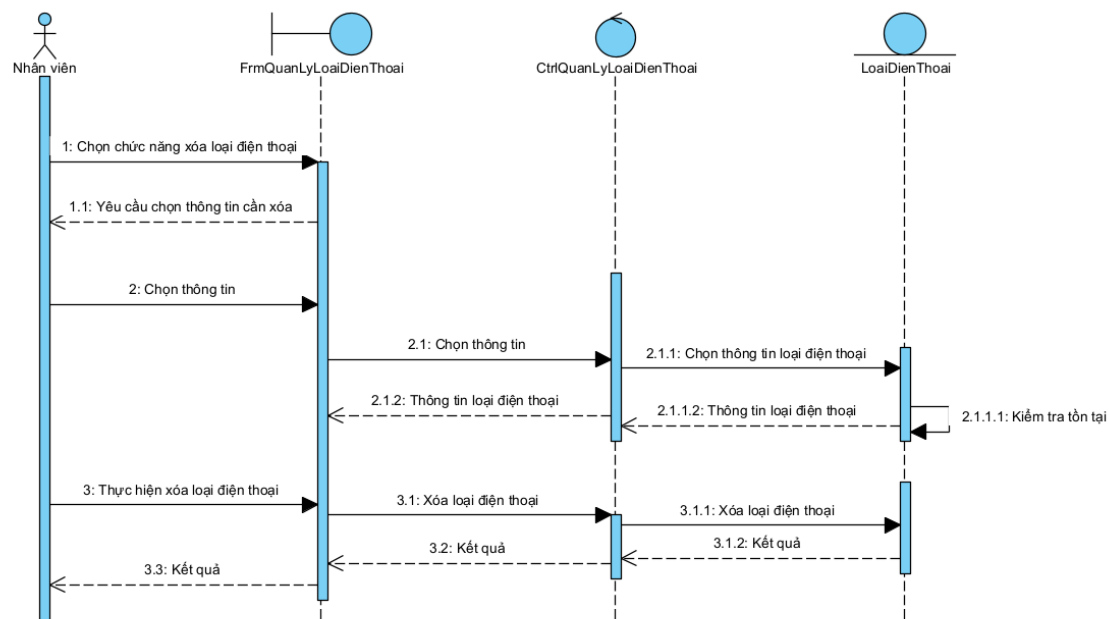 Nhân viên
FrmQuanLyLoaiDienThoai
CtrlQuanLyLoaiDienThoai
LoaiDienThoai
1: Chọn chức năng xóa loại điện thoại
1.1: Yêu cầu chọn thông tin cần xóa
2: Chọn thông tin
2.1: Chọn thông tin
2.1.1: Chọn thông tin loại điện thoại
2.1.2: Thông tin loại điện thoại
2.1.1.2: Thông tin loại điện thoại
2.1.1.1: Kiểm tra tồn tại
3: Thực hiện xóa loại điện thoại
3.1: Xóa loại điện thoại
3.1.1: Xóa loại điện thoại
3.1.2: Kết quả
3.2: Kết quả
3.3: Kết quả